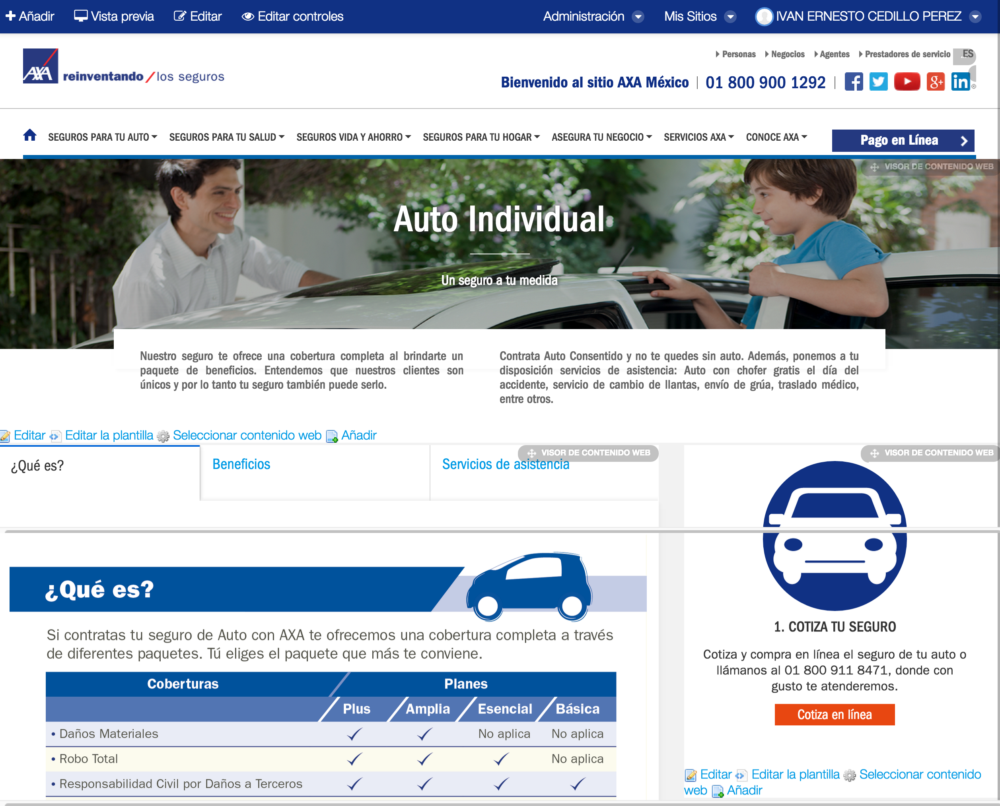 Añadir Vista previa Editar Editar controles Administración Mis Sitios IVAN ERNESTO CEDILLO PEREZ
Personas Negocios Agentes Prestadores de servicio ES
AXA reinventando / los seguros
Bienvenido al sitio AXA México | 01 800 900 1292 |
SEGUROS PARA TU AUTO SEGUROS PARA TU SALUD SEGUROS VIDA Y AHORRO SEGUROS PARA TU HOGAR ASEGURA TU NEGOCIO SERVICIOS AXA CONOCE AXA Pago en Línea
VISOR DE CONTENIDO WEB
Auto Individual
Un seguro a tu medida
Nuestro seguro te ofrece una cobertura completa al brindarte un
paquete de beneficios. Entendemos que nuestros clientes son
únicos y por lo tanto tu seguro también puede serlo.
Contrata Auto Consentido y no te quedes sin auto. Además, ponemos a tu
disposición servicios de asistencia: Auto con chofer gratis el día del
accidente, servicio de cambio de llantas, envío de grúa, traslado médico,
entre otros.
Editar Editar la plantilla Seleccionar contenido web Añadir
VISOR DE CONTENIDO WEB
¿Qué es? Beneficios Servicios de asistencia
¿Qué es?
Si contratas tu seguro de Auto con AXA te ofrecemos una cobertura completa a través
de diferentes paquetes. Tú eliges el paquete que más te conviene.
Coberturas Planes
Plus Amplia Esencial Básica
• Daños Materiales ✓ ✓ No aplica No aplica
• Robo Total ✓ ✓ ✓ No aplica
• Responsabilidad Civil por Daños a Terceros ✓ ✓ ✓ ✓
VISOR DE CONTENIDO WEB
1. COTIZA TU SEGURO
Cotiza y compra en línea el seguro de tu auto o
llámanos al 01 800 911 8471, donde con
gusto te atenderemos.
Cotiza en línea
Editar Editar la plantilla Seleccionar contenido
web Añadir